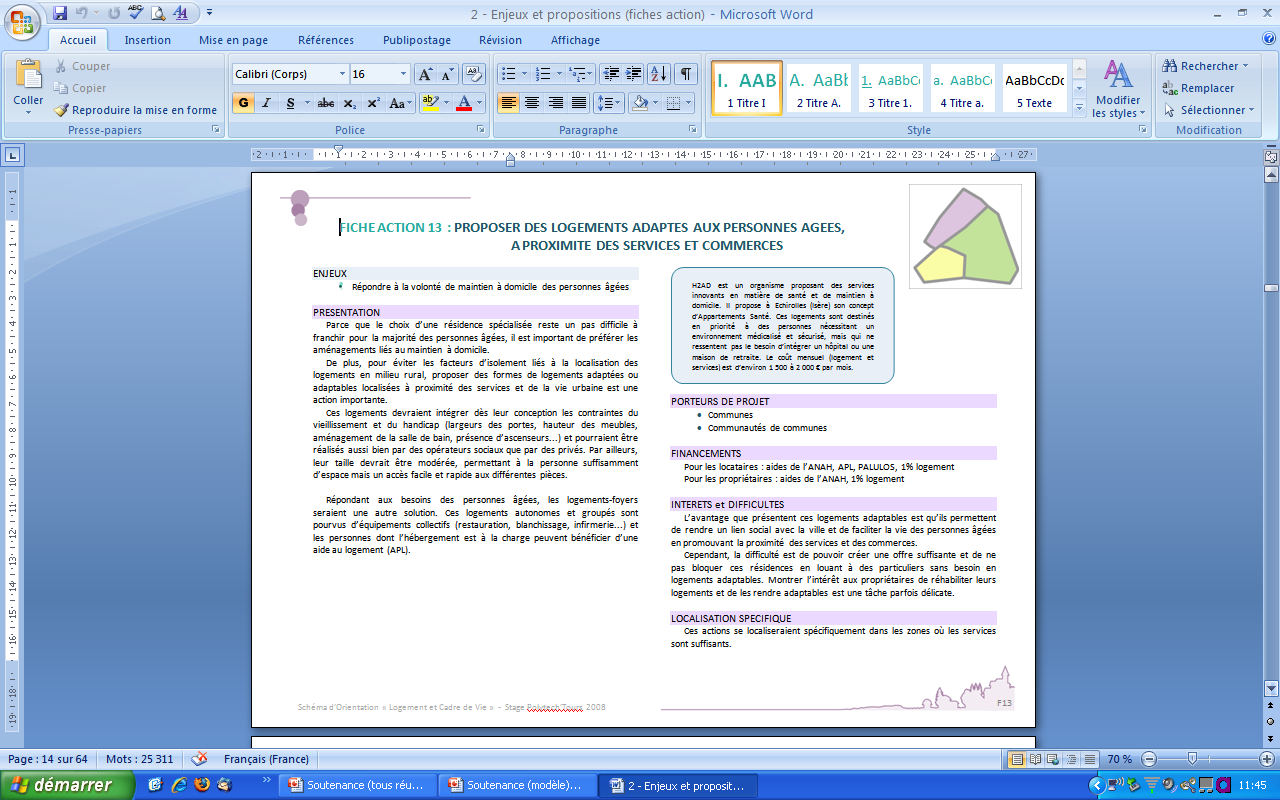 2 - Enjeux et propositions (fiches action) - Microsoft Word
Accueil Insertion Mise en page Références Publipostage Révision Affichage
Coller
Couper
Copier
Reproduire la mise en forme
Presse-papiers
Calibri (Corps) 16
G I S abc x₂ x² Aa
Police
Paragraphe
I. AAB A. AaBb 1. AaBbCc a. AaBbCc AaBbCcDc
1 Titre I 2 Titre A. 3 Titre 1. 4 Titre a. 5 Texte
Modifier les styles
Style
Rechercher
Remplacer
Sélectionner
Modification
FICHE ACTION 13 : PROPOSER DES LOGEMENTS ADAPTES AUX PERSONNES AGEES,
A PROXIMITE DES SERVICES ET COMMERCES
ENJEUX
Répondre à la volonté de maintien à domicile des personnes âgées
PRESENTATION
Parce que le choix d'une résidence spécialisée reste un pas difficile à
franchir pour la majorité des personnes âgées, il est important de préférer les
aménagements liés au maintien à domicile.
De plus, pour éviter les facteurs d'isolement liés à la localisation des
logements en milieu rural, proposer des formes de logements adaptées ou
adaptables localisées à proximité des services et de la vie urbaine est une
action importante.
Ces logements devraient intégrer dès leur conception les contraintes du
vieillissement et du handicap (largeurs des portes, hauteur des meubles,
aménagement de la salle de bain, présence d'ascenseurs...) et pourraient être
réalisés aussi bien par des opérateurs sociaux que par des privés. Par ailleurs,
leur taille devrait être modérée, permettant à la personne suffisamment
d'espace mais un accès facile et rapide aux différentes pièces.
Répondant aux besoins des personnes âgées, les logements-foyers
seraient une autre solution. Ces logements autonomes et groupés sont
pourvus d'équipements collectifs (restauration, blanchissage, infirmerie...) et
les personnes dont l'hébergement est à la charge peuvent bénéficier d'une
aide au logement (APL).
H2AD est un organisme proposant des services
innovants en matière de santé et de maintien à
domicile. Il propose à Echirolles (Isère) son concept
d'Appartements Santé. Ces logements sont destinés
en priorité à des personnes nécessitant un
environnement médicalisé et sécurisé, mais qui ne
ressentent pas le besoin d'intégrer un hôpital ou une
maison de retraite. Le coût mensuel (logement et
services) est d'environ 1 500 à 2 000 € par mois.
PORTEURS DE PROJET
Communes
Communautés de communes
FINANCEMENTS
Pour les locataires : aides de l'ANAH, APL, PALULOS, 1% logement
Pour les propriétaires : aides de l'ANAH, 1% logement
INTERETS et DIFFICULTES
L'avantage que présentent ces logements adaptables est qu'ils permettent
de rendre un lien social avec la ville et de faciliter la vie des personnes âgées
en promouvant la proximité des services et des commerces.
Cependant, la difficulté est de pouvoir créer une offre suffisante et de ne
pas bloquer ces résidences en louant à des particuliers sans besoin en
logements adaptables. Montrer l'intérêt aux propriétaires de réhabiliter leurs
logements et de les rendre adaptables est une tâche parfois délicate.
LOCALISATION SPECIFIQUE
Ces actions se localiseraient spécifiquement dans les zones où les services
sont suffisants.
Schéma d'Orientation « Logement et Cadre de Vie » - Stage Polytech'Tours 2008
F13
Page : 14 sur 64 Mots : 25 311 Français (France) 70 %
démarrer Soutenance (tous réu... Soutenance (modèle)... 2 - Enjeux et proposit... 11:45